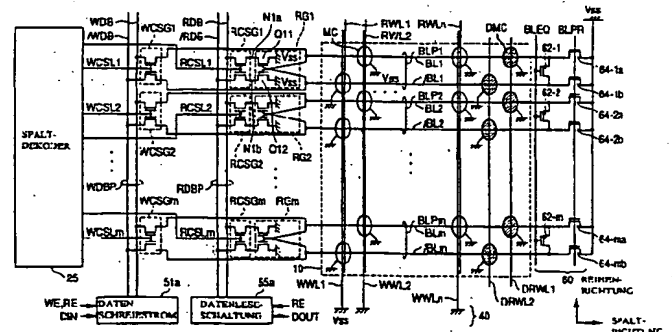 WDB
/WDB
WCSG1
RDB
/RDB
RCSG1
N1a
Q11
RG1
MC
RWL1
RWL2
RWLn
DMC
BLEQ
BLPR
Vss
WCSL1
RCSL1
Vss
Vss
BLP1
BL1
/BL1
Vss
62-1
64-1a
64-1b
WCSL2
RCSL2
BLP2
BL2
/BL2
62-2
64-2a
64-2b
SPALT-
DEKODER
WCSG2
N1b
Q12
RCSG2
RG2
WDBP
RDBP
WCSGm
RCSGm
RGm
WCSLm
RCSLm
BLPm
BLm
/BLm
62-m
64-ma
64-mb
25
51a
55a
10
WWL1
WWL2
WWLn
DRWL1
DRWL2
60
REIHEN-
RICHTUNG
WE,RE
DIN
DATEN
SCHREIBSTROM
DATENLESE-
SCHALTUNG
RE
DOUT
Vss
40
SPALT-
RICHTUNG